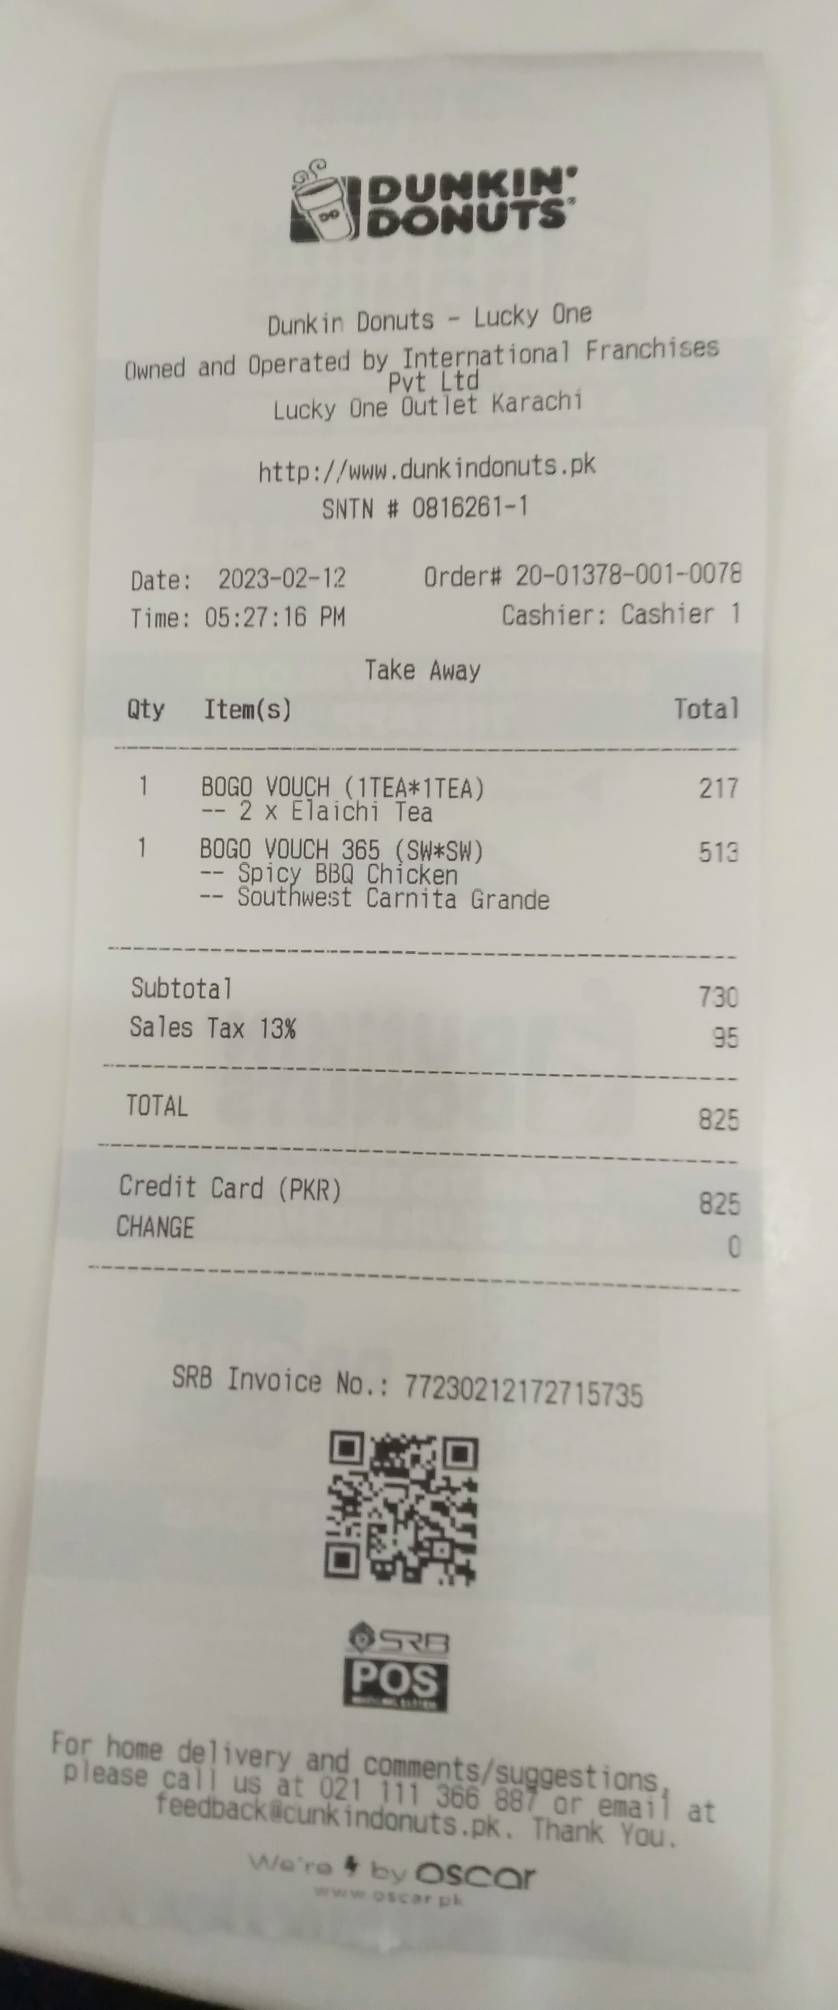 DUNKIN'
DONUTS
Dunkin Donuts - Lucky One
Owned and Operated by International Franchises
Pvt Ltd
Lucky One Outlet Karachi
http://www.dunkindonuts.pk
SNTN # 0816261-1
Date: 2023-02-12 Order# 20-01378-001-0078
Time: 05:27:16 PM Cashier: Cashier 1
Take Away
Qty Item(s) Total
1 BOGO VOUCH (1TEA*1TEA) 217
-- 2 x Elaichi Tea
1 BOGO VOUCH 365 (SW*SW) 513
-- Spicy BBQ Chicken
-- Southwest Carnita Grande
Subtotal 730
Sales Tax 13% 95
TOTAL 825
Credit Card (PKR) 825
CHANGE 0
SRB Invoice No.: 77230212172715735
SRB
POS
For home delivery and comments/suggestions,
please call us at 021 111 366 887 or email at
feedback@cunkindonuts.pk. Thank You.
We're by oscar
www.oscar.pk